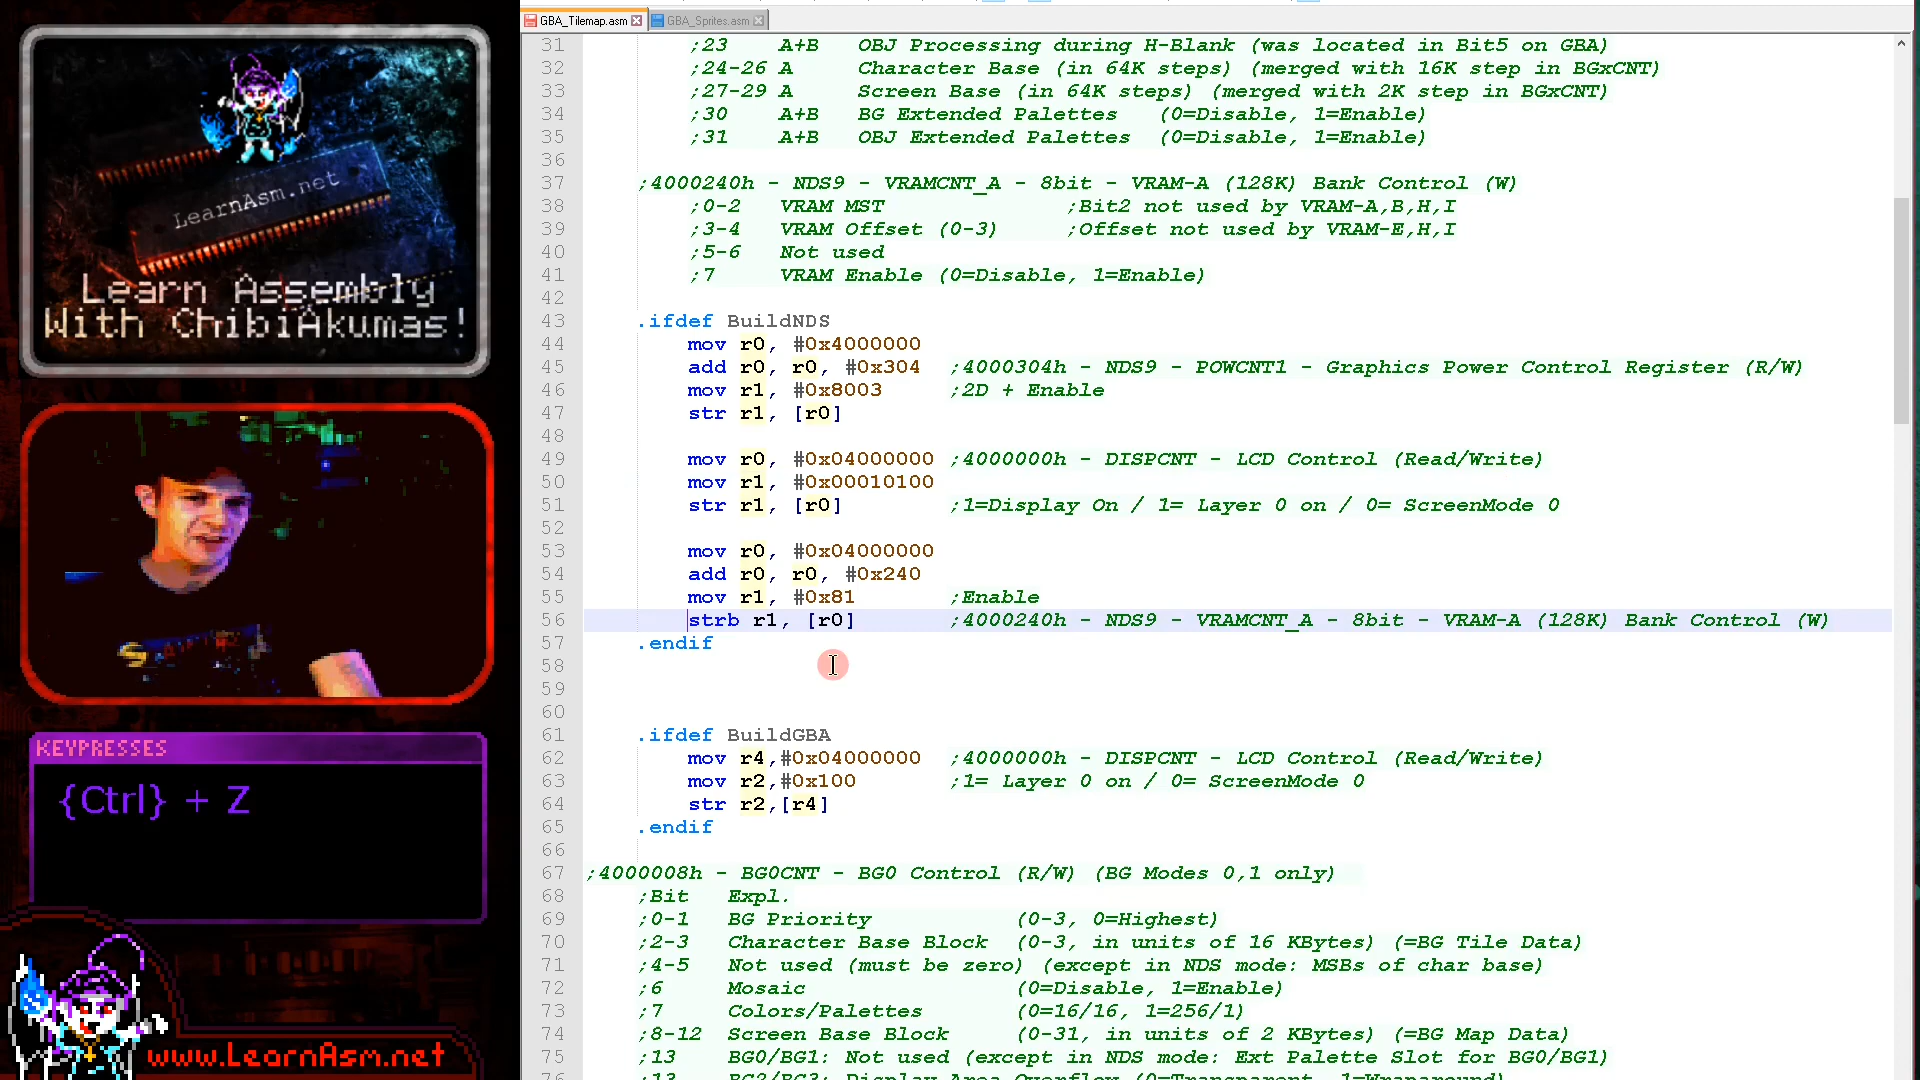 LearnAsm.net
Learn Assembly
With ChibiAkumas!
KEYPRESSES
{Ctrl} + Z
www.LearnAsm.net
GBA_Tilemap.asm
GBA_Sprites.asm
31 ;23 A+B OBJ Processing during H-Blank (was located in Bit5 on GBA)
32 ;24-26 A Character Base (in 64K steps) (merged with 16K step in BGxCNT)
33 ;27-29 A Screen Base (in 64K steps) (merged with 2K step in BGxCNT)
34 ;30 A+B BG Extended Palettes (0=Disable, 1=Enable)
35 ;31 A+B OBJ Extended Palettes (0=Disable, 1=Enable)
36
37 ;4000240h - NDS9 - VRAMCNT_A - 8bit - VRAM-A (128K) Bank Control (W)
38 ;0-2 VRAM MST ;Bit2 not used by VRAM-A,B,H,I
39 ;3-4 VRAM Offset (0-3) ;Offset not used by VRAM-E,H,I
40 ;5-6 Not used
41 ;7 VRAM Enable (0=Disable, 1=Enable)
42
43 .ifdef BuildNDS
44 mov r0, #0x4000000
45 add r0, r0, #0x304 ;4000304h - NDS9 - POWCNT1 - Graphics Power Control Register (R/W)
46 mov r1, #0x8003 ;2D + Enable
47 str r1, [r0]
48
49 mov r0, #0x04000000 ;4000000h - DISPCNT - LCD Control (Read/Write)
50 mov r1, #0x00010100
51 str r1, [r0] ;1=Display On / 1= Layer 0 on / 0= ScreenMode 0
52
53 mov r0, #0x04000000
54 add r0, r0, #0x240
55 mov r1, #0x81 ;Enable
56 strb r1, [r0] ;4000240h - NDS9 - VRAMCNT_A - 8bit - VRAM-A (128K) Bank Control (W)
57 .endif
58
59
60
61 .ifdef BuildGBA
62 mov r4,#0x04000000 ;4000000h - DISPCNT - LCD Control (Read/Write)
63 mov r2,#0x100 ;1= Layer 0 on / 0= ScreenMode 0
64 str r2,[r4]
65 .endif
66
67 ;4000008h - BG0CNT - BG0 Control (R/W) (BG Modes 0,1 only)
68 ;Bit Expl.
69 ;0-1 BG Priority (0-3, 0=Highest)
70 ;2-3 Character Base Block (0-3, in units of 16 KBytes) (=BG Tile Data)
71 ;4-5 Not used (must be zero) (except in NDS mode: MSBs of char base)
72 ;6 Mosaic (0=Disable, 1=Enable)
73 ;7 Colors/Palettes (0=16/16, 1=256/1)
74 ;8-12 Screen Base Block (0-31, in units of 2 KBytes) (=BG Map Data)
75 ;13 BG0/BG1: Not used (except in NDS mode: Ext Palette Slot for BG0/BG1)
76 ;13 BG2/BG3: Display Area Overflow (0=Transparent, 1=Wraparound)